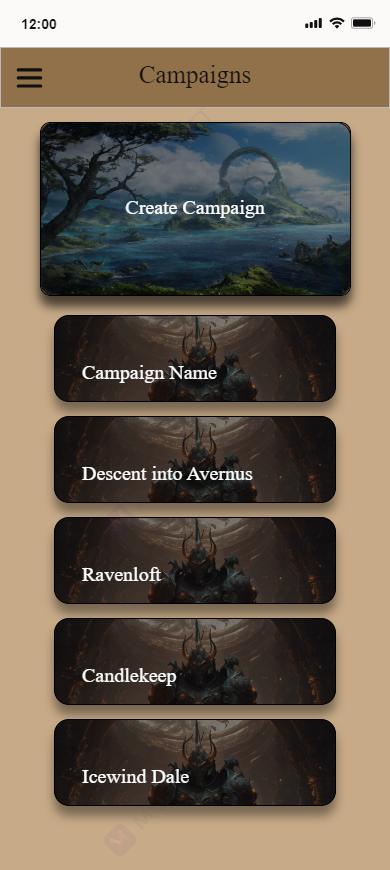 12:00
Campaigns
Create Campaign
Campaign Name
Descent into Avernus
Ravenloft
Candlekeep
Icewind Dale